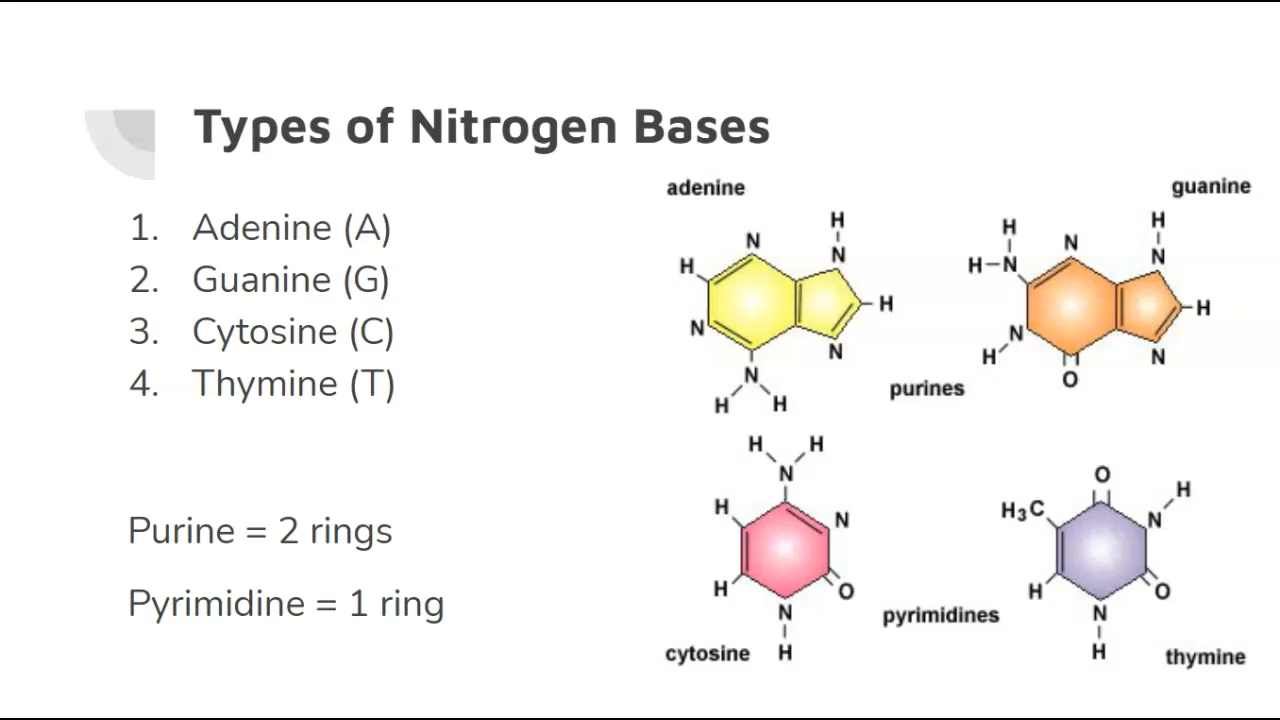 Types of Nitrogen Bases
1. Adenine (A)
2. Guanine (G)
3. Cytosine (C)
4. Thymine (T)
Purine = 2 rings
Pyrimidine = 1 ring
adenine
H
N
H
N
H
N
N
N
H H
guanine
H
N
H
H-N
N
H
N
H
N
O
purines
H H
N
H
N
H
O
N
H
cytosine
pyrimidines
O
H
H₃C
N
H
O
N
H
thymine